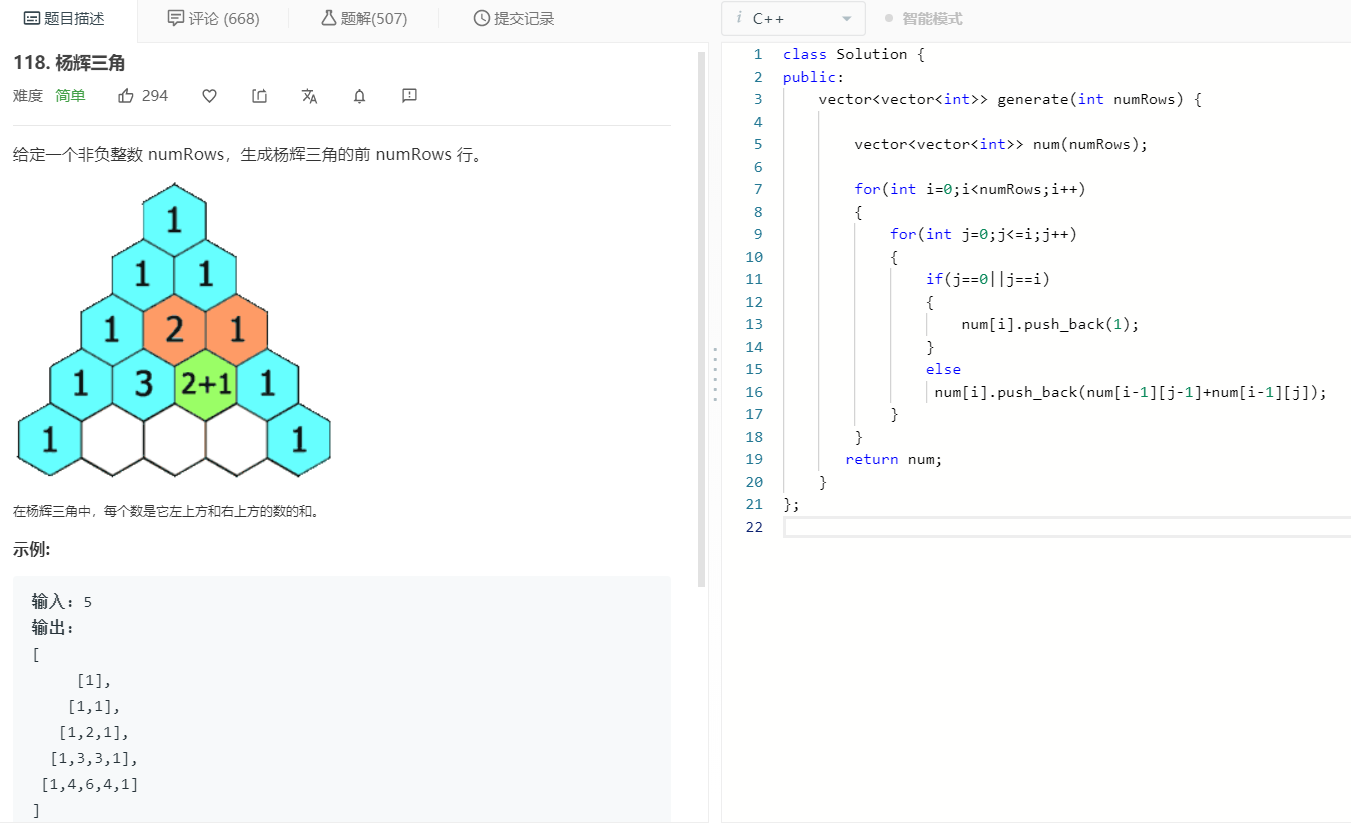 题目描述
评论 (668)
题解(507)
提交记录
118. 杨辉三角
难度 简单 294
给定一个非负整数 numRows，生成杨辉三角的前 numRows 行。
1
1 1
1 2 1
1 3 2+1 1
1 1
在杨辉三角中，每个数是它左上方和右上方的数的和。
示例:
输入: 5
输出:
[
     [1],
    [1,1],
   [1,2,1],
  [1,3,3,1],
 [1,4,6,4,1]
]
i C++
智能模式
1 class Solution {
2 public:
3     vector<vector<int>> generate(int numRows) {
4
5         vector<vector<int>> num(numRows);
6
7         for(int i=0;i<numRows;i++)
8         {
9             for(int j=0;j<=i;j++)
10             {
11                 if(j==0||j==i)
12                 {
13                     num[i].push_back(1);
14                 }
15                 else
16                  num[i].push_back(num[i-1][j-1]+num[i-1][j]);
17             }
18         }
19        return num;
20     }
21 };
22